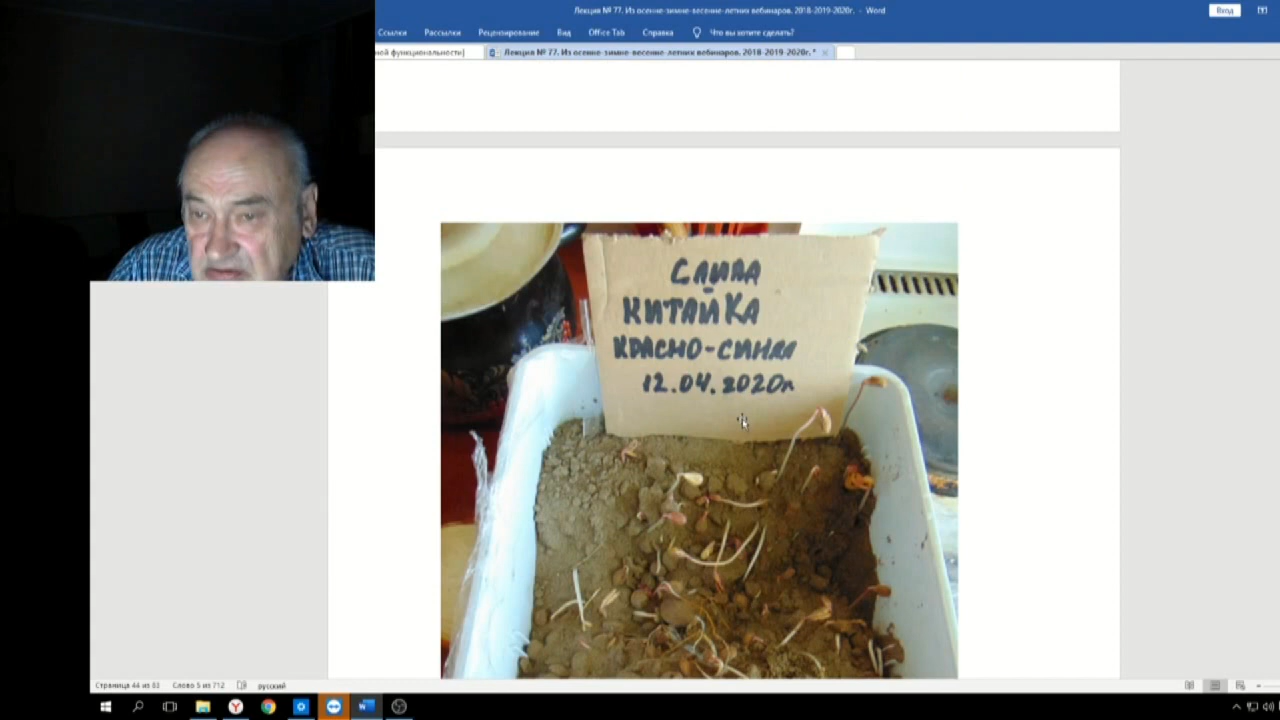 Лекция № 77. Из осенне-зимне-весенне-летних вебинаров. 2018-2019-2020г. - Word
Вход
Ссылки Рассылки Рецензирование Вид Office Tab Справка Что вы хотите сделать?
ной функциональности]
Лекция № 77. Из осенне-зимне-весенне-летних вебинаров. 2018-2019-2020г. *
СЛИВА
КИТАЙКА
КРАСНО-СИНЯЯ
12.04.2020г
Страница 44 из 83 Слово 5 из 712 русский